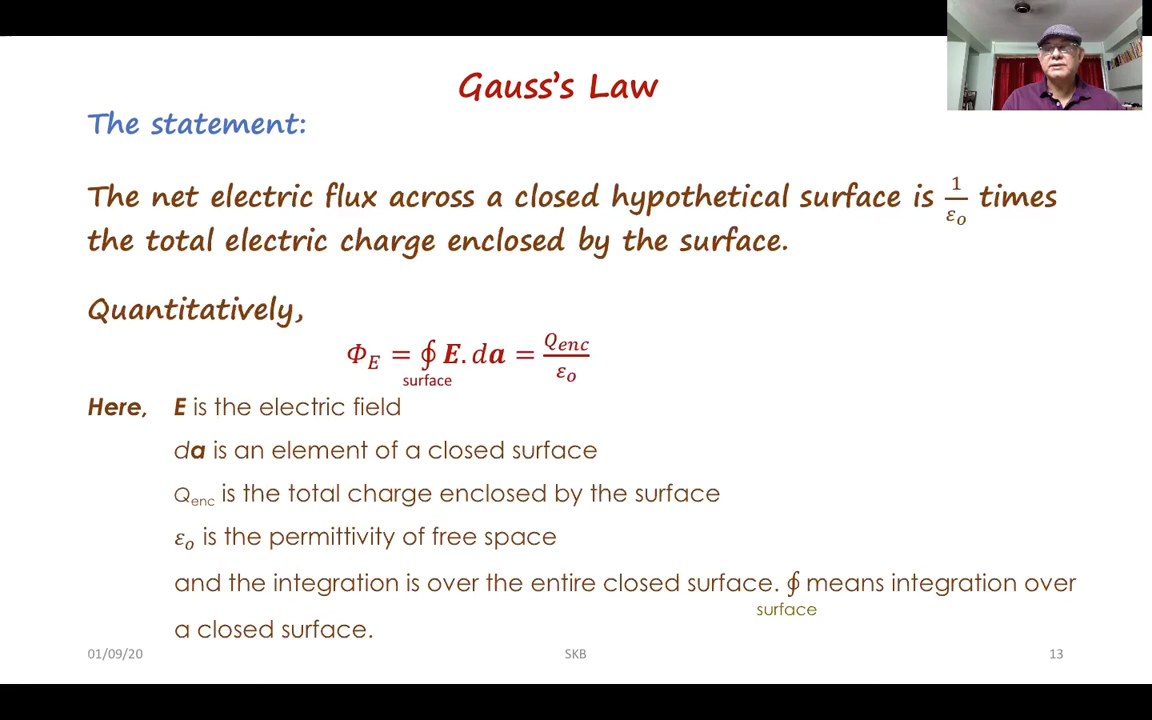 Gauss's Law
The statement:
The net electric flux across a closed hypothetical surface is 1/εₒ times
the total electric charge enclosed by the surface.
Quantitatively,
Φ_E = ∮ E.da = Q_enc/εₒ
surface
Here, E is the electric field
da is an element of a closed surface
Q_enc is the total charge enclosed by the surface
εₒ is the permittivity of free space
and the integration is over the entire closed surface. ∮ means integration over
surface
a closed surface.
01/09/20 SKB 13